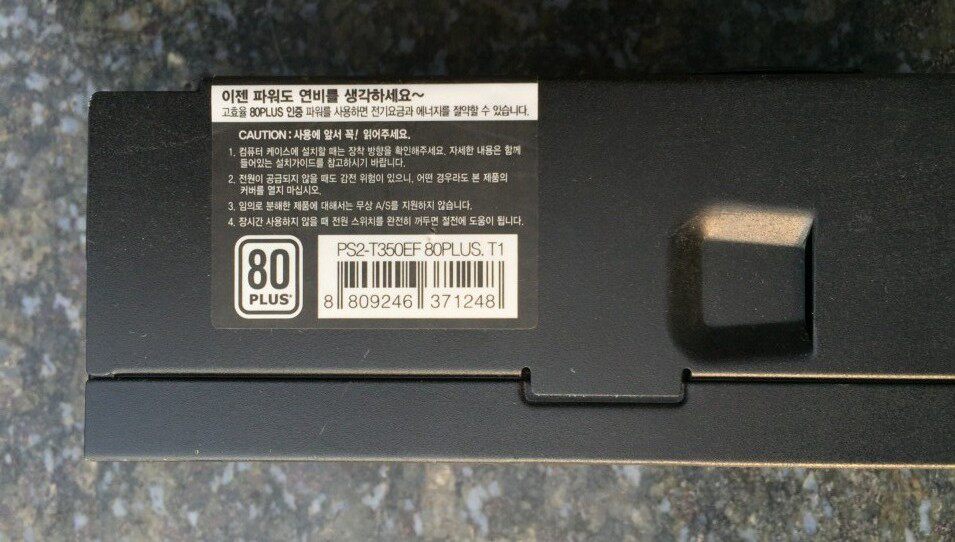 이젠 파워도 연비를 생각하세요~
고효율 80PLUS 인증 파워를 사용하면 전기요금과 에너지를 절약할 수 있습니다.
CAUTION : 사용에 앞서 꼭! 읽어주세요.
1. 컴퓨터 케이스에 설치할 때는 장착 방향을 확인해주세요. 자세한 내용은 함께
들어있는 설치가이드를 참고하시기 바랍니다.
2. 전원이 공급되지 않을 때도 감전 위험이 있으니, 어떤 경우라도 본 제품의
커버를 열지 마십시오.
3. 임의로 분해한 제품에 대해서는 무상 A/S를 지원하지 않습니다.
4. 장시간 사용하지 않을 때 전원 스위치를 완전히 꺼두면 절전에 도움이 됩니다.
80
PLUS
PS2-T350EF 80PLUS. T1
8 809246 371248